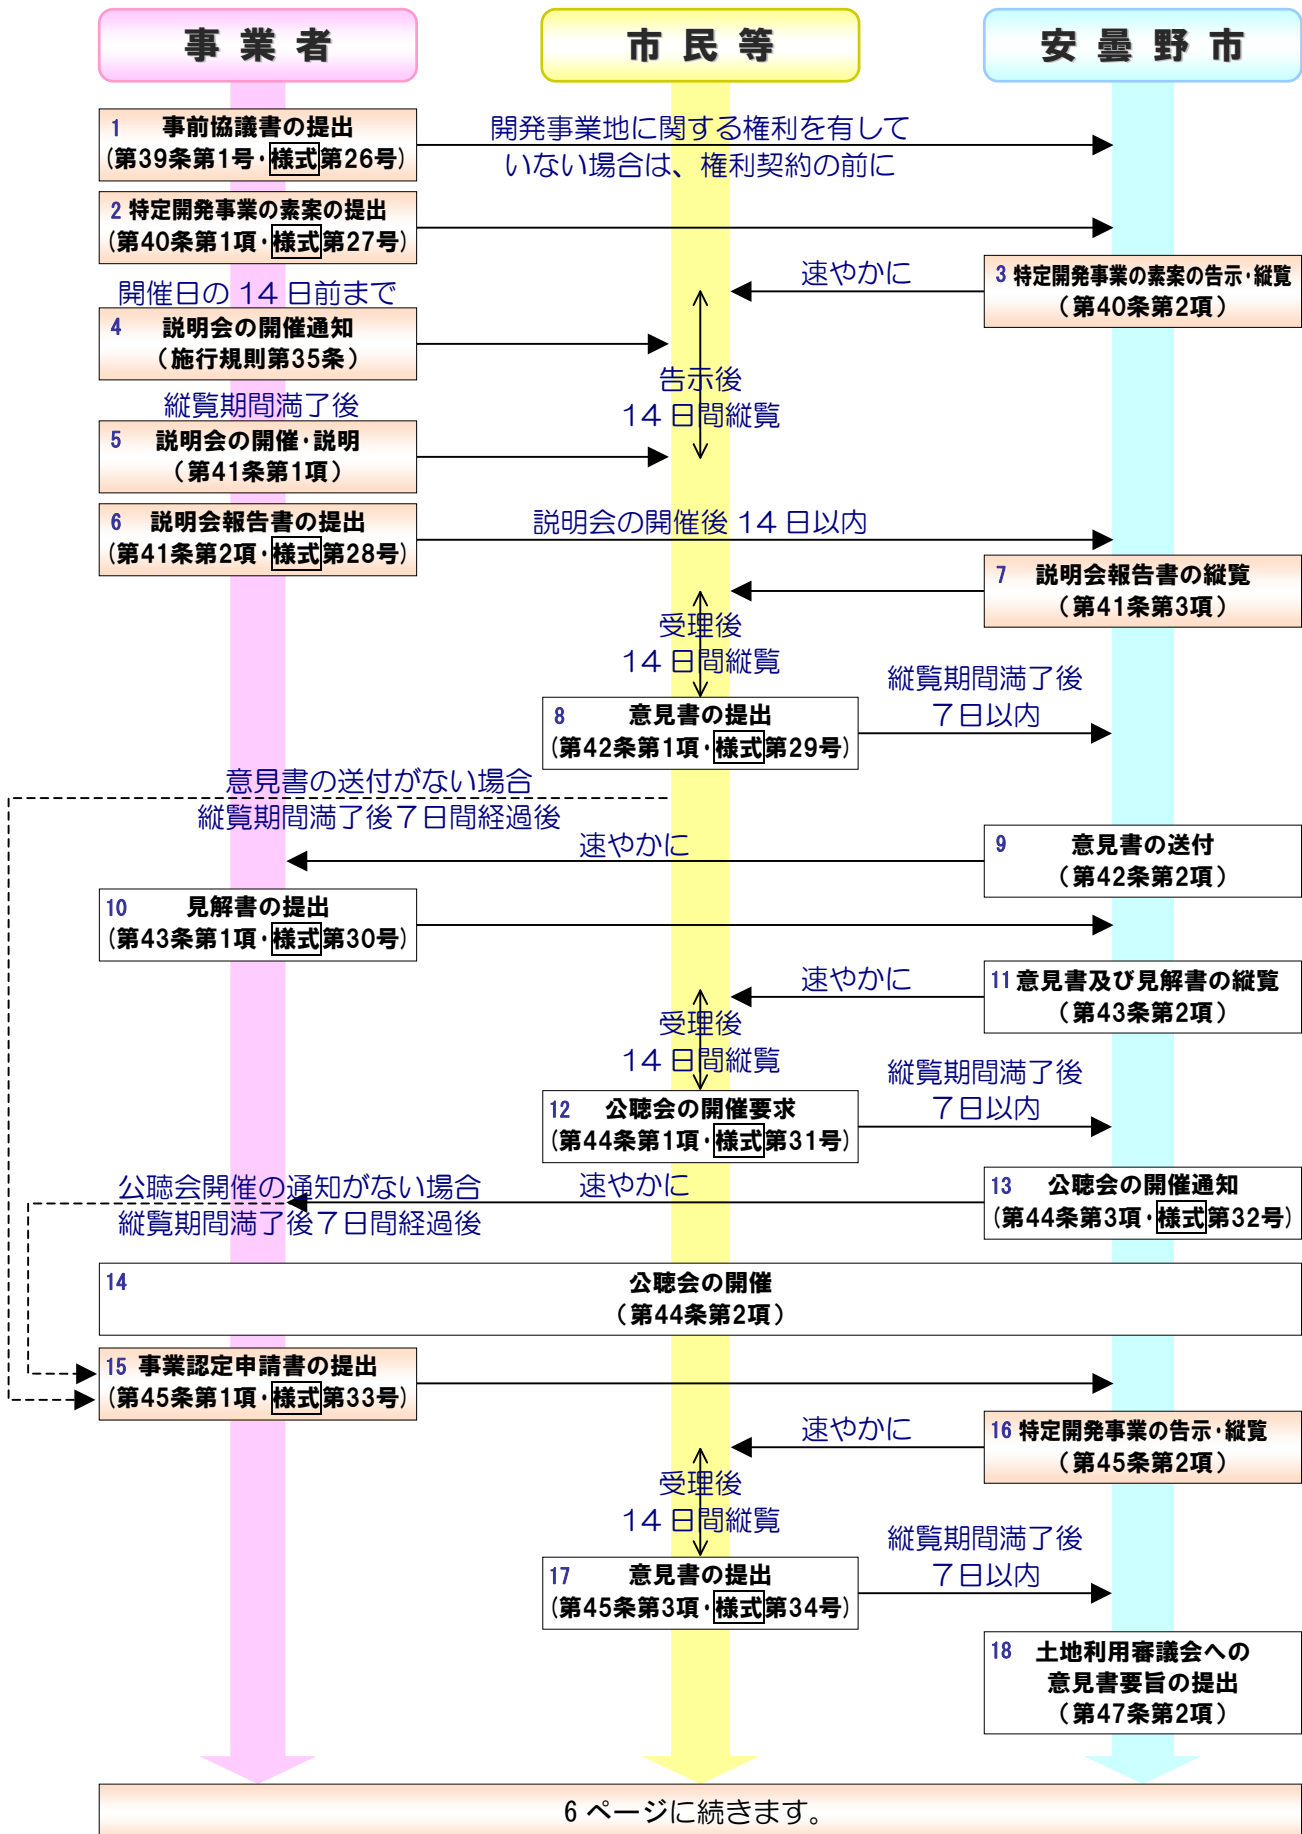 事業者
市民等
安曇野市
1 事前協議書の提出
(第39条第1号・様式第26号)
開発事業地に関する権利を有して
いない場合は、権利契約の前に
2 特定開発事業の素案の提出
(第40条第1項・様式第27号)
速やかに
3 特定開発事業の素案の告示・縦覧
(第40条第2項)
開催日の14日前まで
4 説明会の開催通知
(施行規則第35条)
告示後
14日間縦覧
縦覧期間満了後
5 説明会の開催・説明
(第41条第1項)
6 説明会報告書の提出
(第41条第2項・様式第28号)
説明会の開催後14日以内
7 説明会報告書の縦覧
(第41条第3項)
受理後
14日間縦覧
8 意見書の提出
(第42条第1項・様式第29号)
縦覧期間満了後
7日以内
意見書の送付がない場合
縦覧期間満了後7日間経過後
速やかに
9 意見書の送付
(第42条第2項)
10 見解書の提出
(第43条第1項・様式第30号)
速やかに
11 意見書及び見解書の縦覧
(第43条第2項)
受理後
14日間縦覧
12 公聴会の開催要求
(第44条第1項・様式第31号)
縦覧期間満了後
7日以内
公聴会開催の通知がない場合
縦覧期間満了後7日間経過後
速やかに
13 公聴会の開催通知
(第44条第3項・様式第32号)
14 公聴会の開催
(第44条第2項)
15 事業認定申請書の提出
(第45条第1項・様式第33号)
速やかに
16 特定開発事業の告示・縦覧
(第45条第2項)
受理後
14日間縦覧
17 意見書の提出
(第45条第3項・様式第34号)
縦覧期間満了後
7日以内
18 土地利用審議会への
意見書要旨の提出
(第47条第2項)
6ページに続きます。